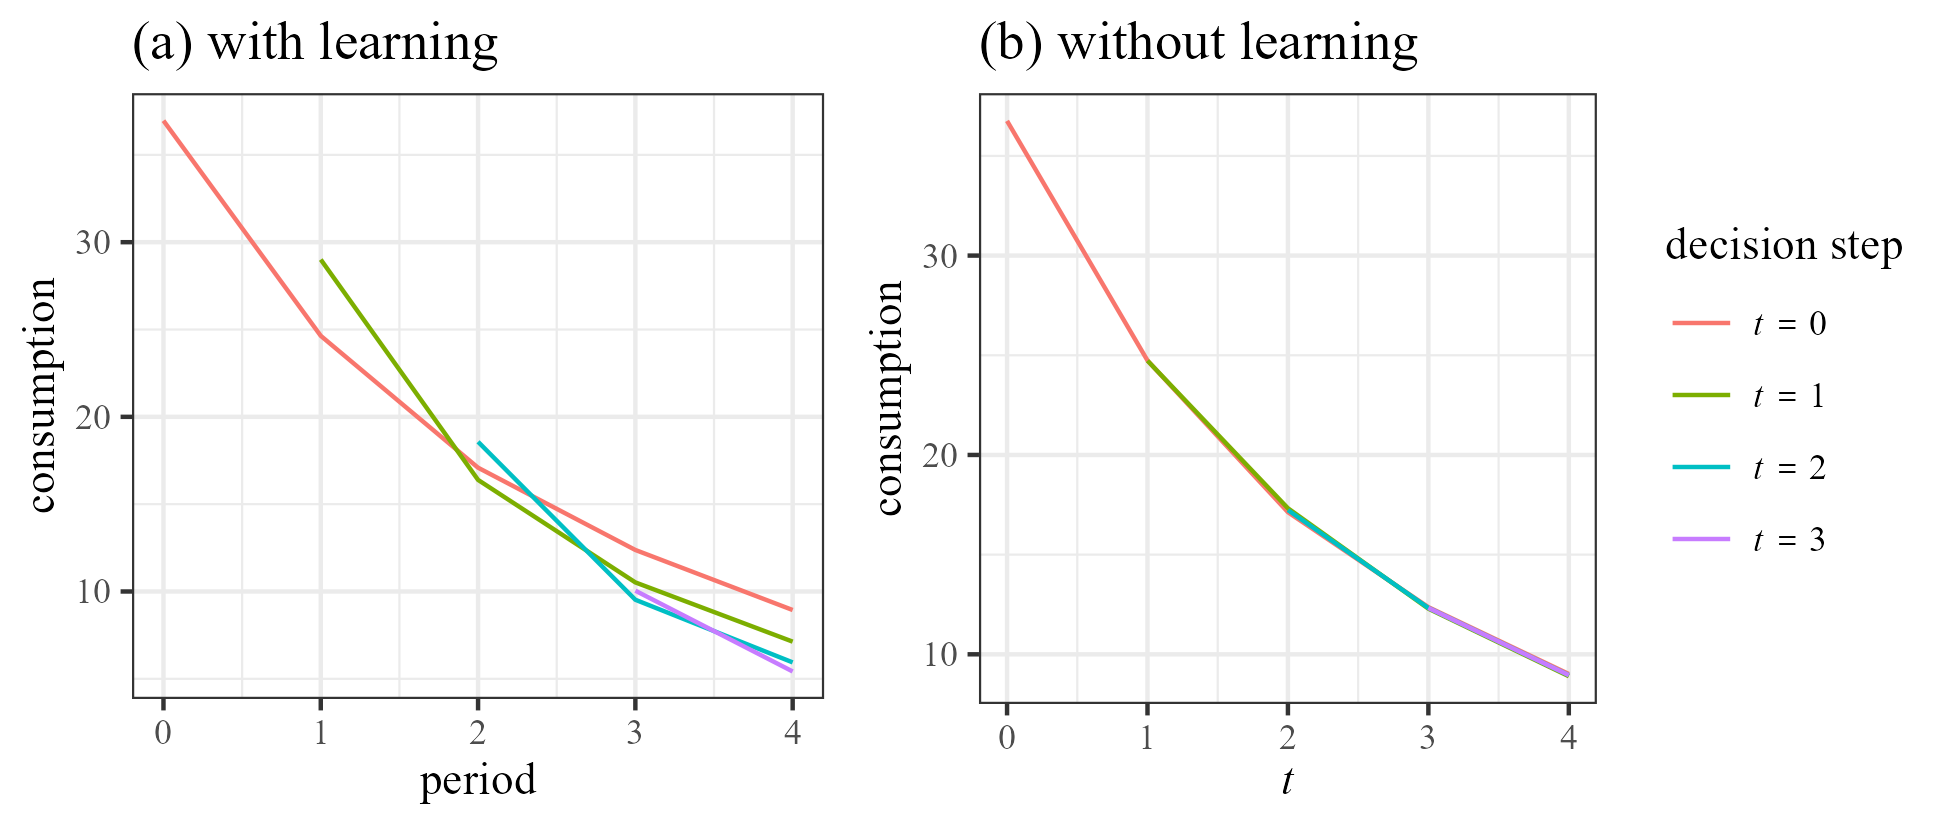 (a) with learning
consumption
30
20
10
0 1 2 3 4
period
(b) without learning
consumption
30
20
10
0 1 2 3 4
t
decision step
t = 0
t = 1
t = 2
t = 3